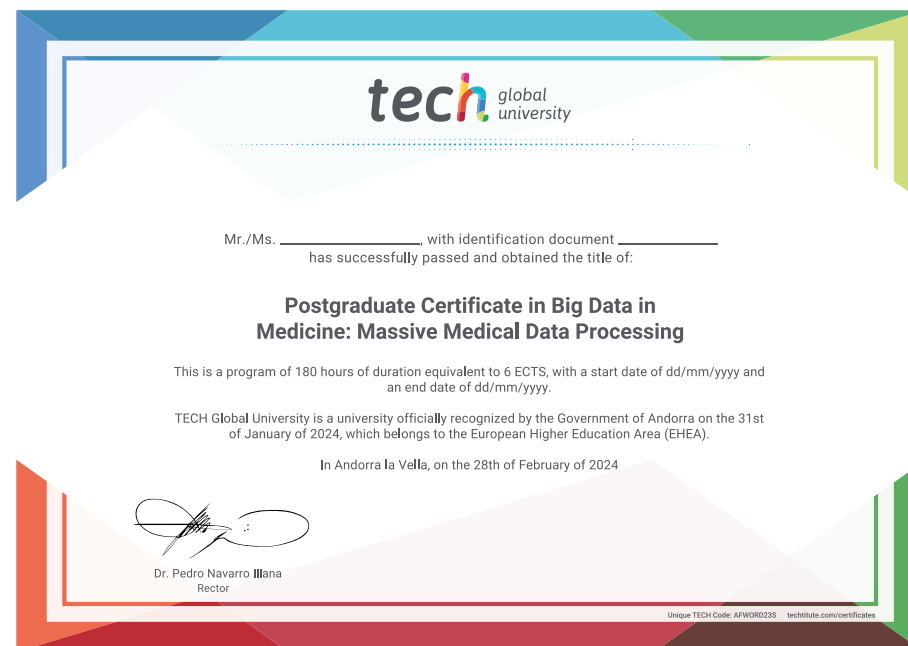 tech global
university
Mr./Ms. ____________, with identification document ____________
has successfully passed and obtained the title of:
Postgraduate Certificate in Big Data in
Medicine: Massive Medical Data Processing
This is a program of 180 hours of duration equivalent to 6 ECTS, with a start date of dd/mm/yyyy and
an end date of dd/mm/yyyy.
TECH Global University is a university officially recognized by the Government of Andorra on the 31st
of January of 2024, which belongs to the European Higher Education Area (EHEA).
In Andorra la Vella, on the 28th of February of 2024
Dr. Pedro Navarro Illana
Rector
Unique TECH Code: AFWORD23S techtitute.com/certificates